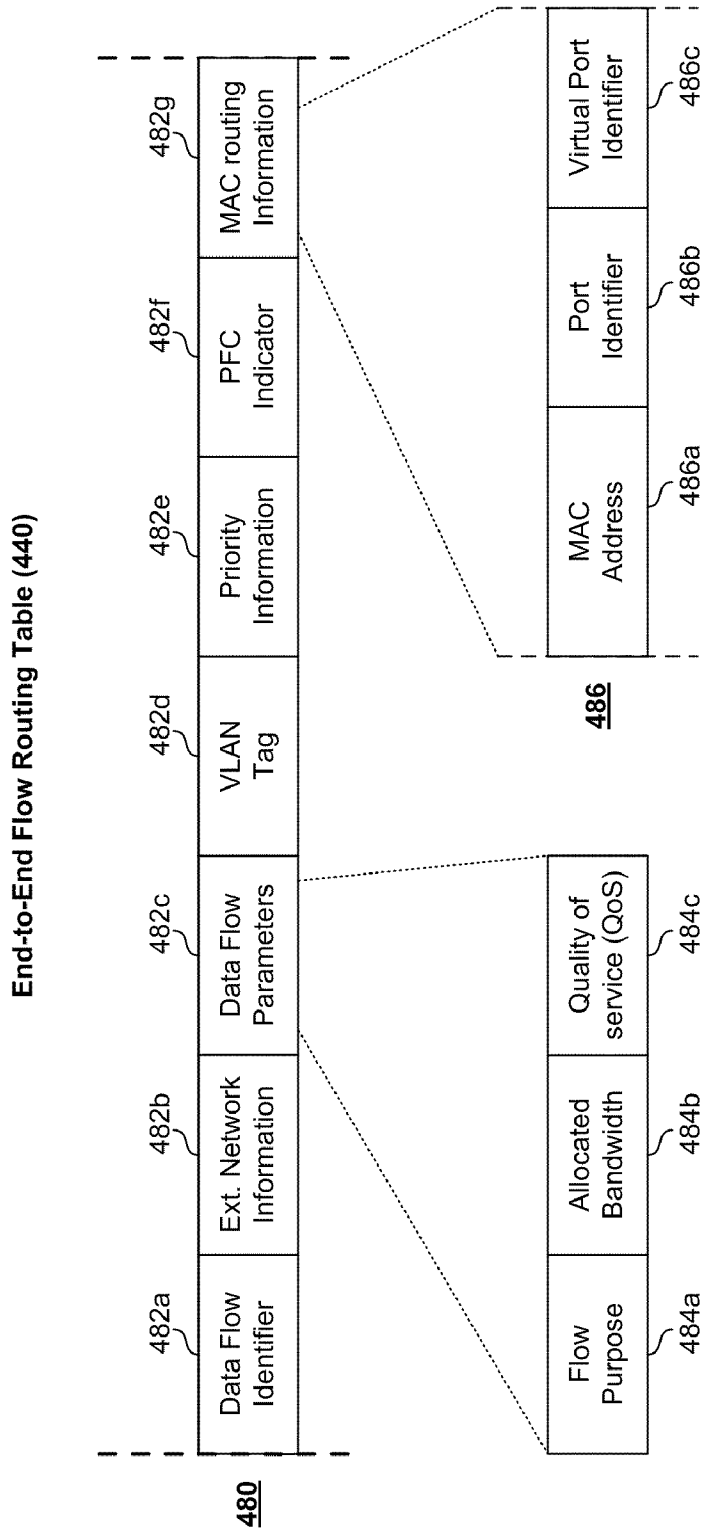 End-to-End Flow Routing Table (440)
482a
482b
482c
482d
482e
482f
482g
480
Data Flow
Identifier
Ext. Network
Information
Data Flow
Parameters
VLAN
Tag
Priority
Information
PFC
Indicator
MAC routing
Information
Flow
Purpose
Allocated
Bandwidth
Quality of
service (QoS)
484a
484b
484c
486
MAC
Address
Port
Identifier
Virtual Port
Identifier
486a
486b
486c